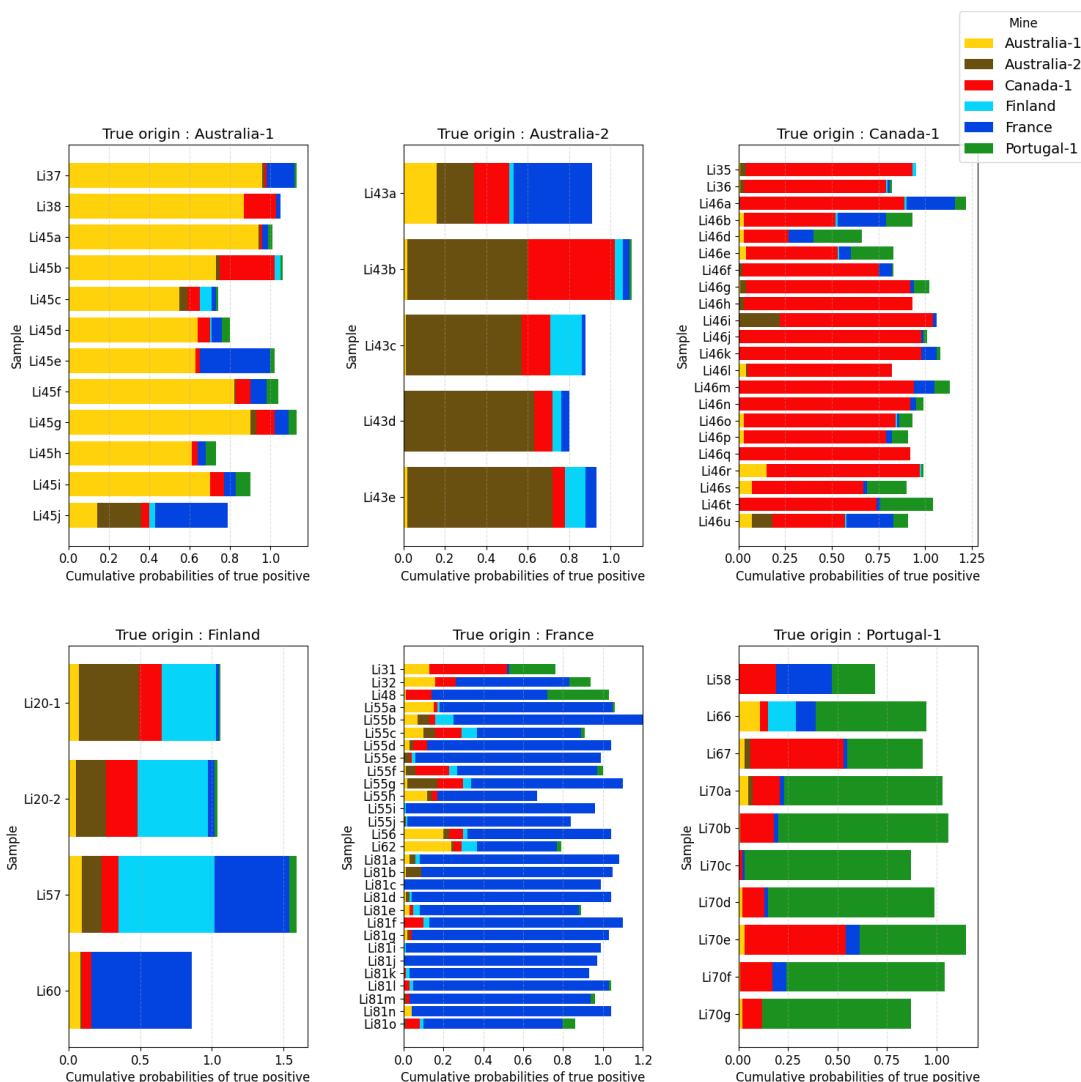 Mine
Australia-1
Australia-2
Canada-1
Finland
France
Portugal-1
True origin : Australia-1
Sample
Li37
Li38
Li45a
Li45b
Li45c
Li45d
Li45e
Li45f
Li45g
Li45h
Li45i
Li45j
0.0 0.2 0.4 0.6 0.8 1.0
Cumulative probabilities of true positive
True origin : Australia-2
Sample
Li43a
Li43b
Li43c
Li43d
Li43e
0.0 0.2 0.4 0.6 0.8 1.0
Cumulative probabilities of true positive
True origin : Canada-1
Sample
Li35
Li36
Li46a
Li46b
Li46d
Li46e
Li46f
Li46g
Li46h
Li46i
Li46j
Li46k
Li46l
Li46m
Li46n
Li46o
Li46p
Li46q
Li46r
Li46s
Li46t
Li46u
0.00 0.25 0.50 0.75 1.00 1.25
Cumulative probabilities of true positive
True origin : Finland
Sample
Li20-1
Li20-2
Li57
Li60
0.0 0.5 1.0 1.5
Cumulative probabilities of true positive
True origin : France
Sample
Li31
Li32
Li48
Li55a
Li55b
Li55c
Li55d
Li55e
Li55f
Li55g
Li55h
Li55i
Li55j
Li56
Li62
Li81a
Li81b
Li81c
Li81d
Li81e
Li81f
Li81g
Li81i
Li81j
Li81k
Li81l
Li81m
Li81n
Li81o
0.0 0.2 0.4 0.6 0.8 1.0 1.2
Cumulative probabilities of true positive
True origin : Portugal-1
Sample
Li58
Li66
Li67
Li70a
Li70b
Li70c
Li70d
Li70e
Li70f
Li70g
0.00 0.25 0.50 0.75 1.00
Cumulative probabilities of true positive